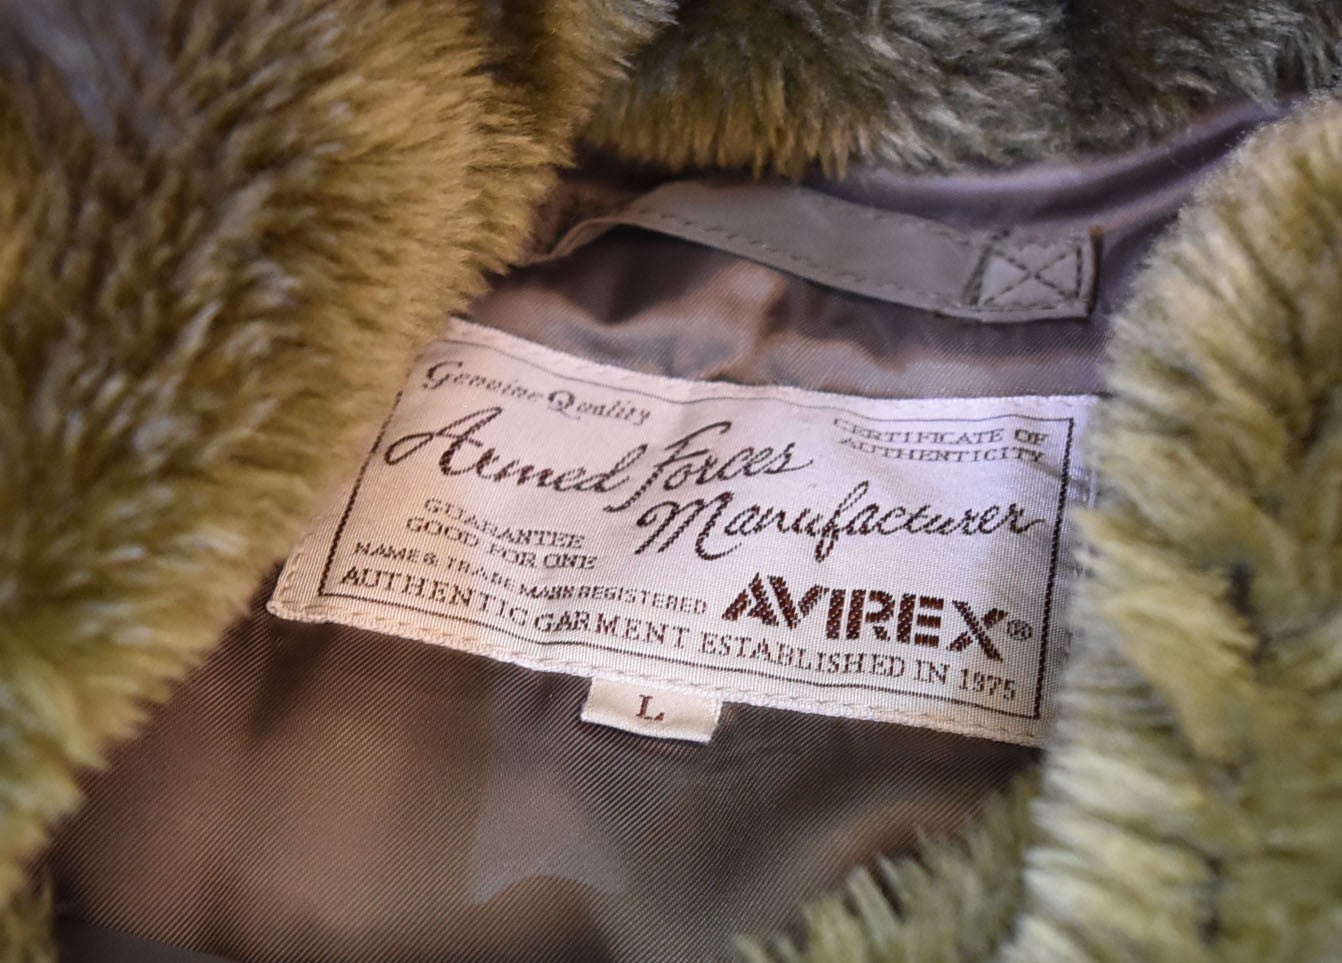 Genuine Quality
CERTIFICATE OF
AUTHENTICITY
Armed Forces
Manufacturer
GUARANTEE
GOOD FOR ONE
NAME & TRADE MARK REGISTERED
AVIREX®
AUTHENTIC GARMENT ESTABLISHED IN 1975
L